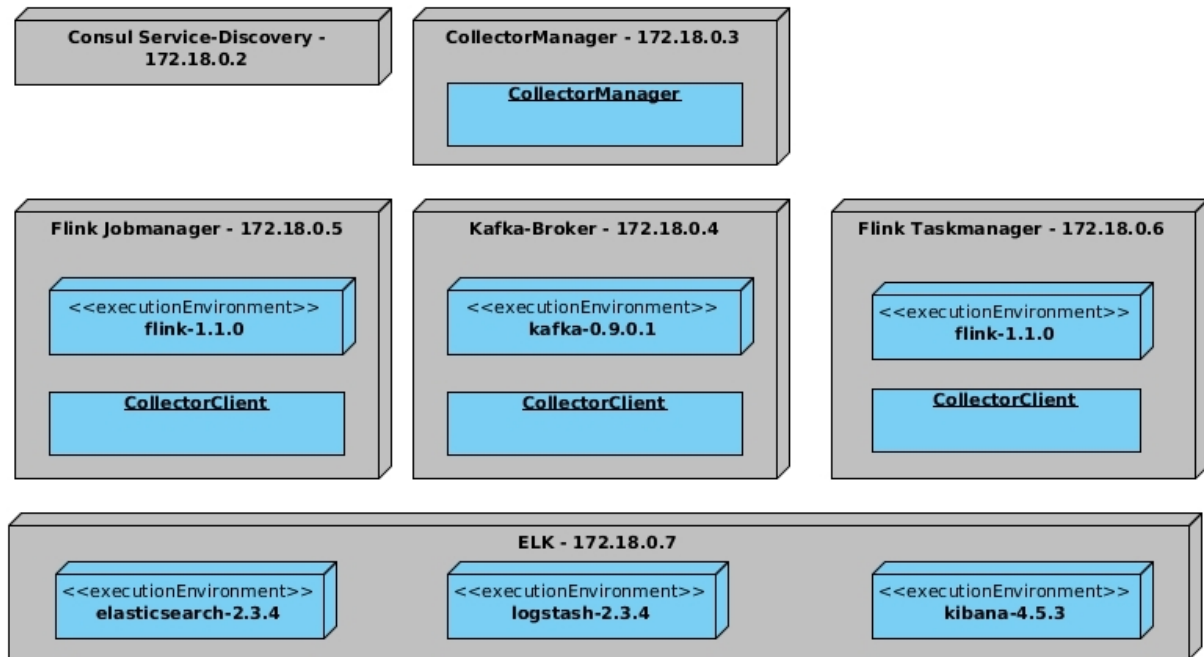 Consul Service-Discovery -
172.18.0.2
CollectorManager - 172.18.0.3
CollectorManager
Flink Jobmanager - 172.18.0.5
<<executionEnvironment>>
flink-1.1.0
CollectorClient
Kafka-Broker - 172.18.0.4
<<executionEnvironment>>
kafka-0.9.0.1
CollectorClient
Flink Taskmanager - 172.18.0.6
<<executionEnvironment>>
flink-1.1.0
CollectorClient
ELK - 172.18.0.7
<<executionEnvironment>>
elasticsearch-2.3.4
<<executionEnvironment>>
logstash-2.3.4
<<executionEnvironment>>
kibana-4.5.3